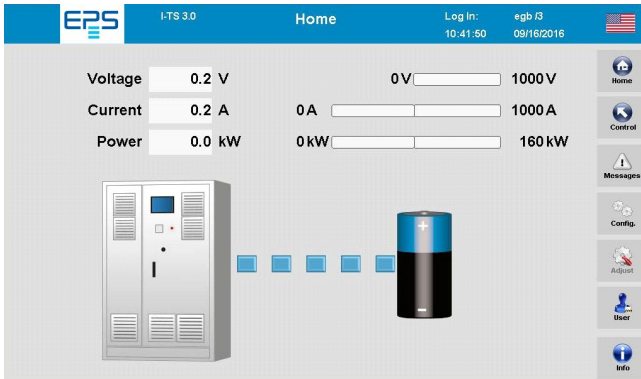 EPS
I-TS 3.0
Home
Log In: egb /3
10:41:50 09/16/2016
Voltage 0.2 V 0 V 1000 V
Current 0.2 A 0 A 1000 A
Power 0.0 kW 0 kW 160 kW
Home
Control
Messages
Config.
Adjust
User
Info
+
-